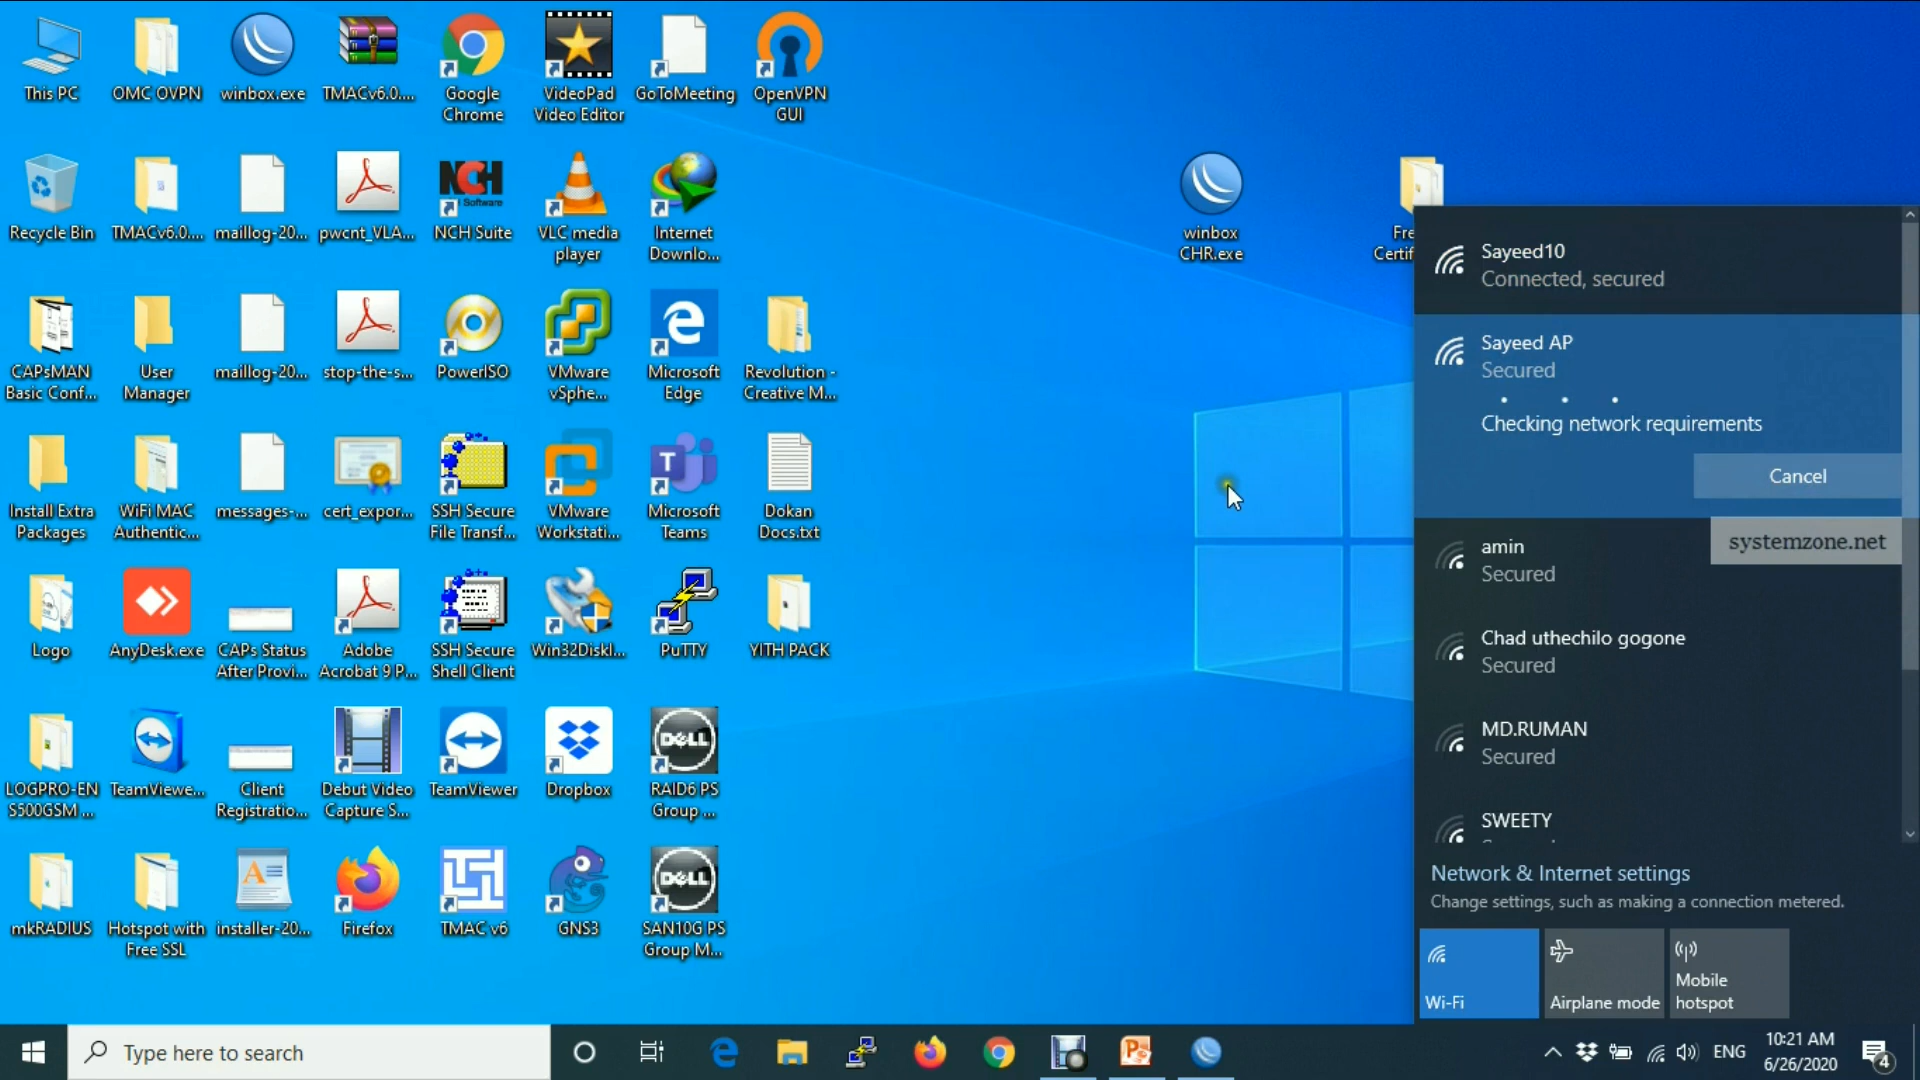 This PC
OMC OVPN
winbox.exe
TMACv6.0....
Google
Chrome
VideoPad
Video Editor
GoToMeeting
OpenVPN
GUI
Recycle Bin
TMACv6.0....
maillog-20...
pwcnt_VLA...
NCH
Software
NCH Suite
VLC media
player
Internet
Downlo...
winbox
CHR.exe
Fre
Certif
CAPsMAN
Basic Conf...
User
Manager
maillog-20...
stop-the-s...
PowerISO
VMware
vSphe...
Microsoft
Edge
Revolution -
Creative M...
Install Extra
Packages
WiFi MAC
Authentic...
messages-...
cert_expor...
SSH Secure
File Transf...
VMware
Workstati...
Microsoft
Teams
Dokan
Docs.txt
Logo
AnyDesk.exe
CAPs Status
After Provi...
Adobe
Acrobat 9 P...
SSH Secure
Shell Client
Win32DiskI...
PuTTY
YITH PACK
LOGPRO-EN
S500GSM ...
TeamViewe...
Client
Registratio...
Debut Video
Capture S...
TeamViewer
Dropbox
DELL
RAID6 PS
Group ...
mkRADIUS
Hotspot with
Free SSL
installer-20...
Firefox
TMAC v6
GNS3
DELL
SAN10G PS
Group M...
Sayeed10
Connected, secured
Sayeed AP
Secured
Checking network requirements
Cancel
systemzone.net
amin
Secured
Chad uthechilo gogone
Secured
MD.RUMAN
Secured
SWEETY
Network & Internet settings
Change settings, such as making a connection metered.
Wi-Fi
Airplane mode
Mobile
hotspot
Type here to search
ENG
10:21 AM
6/26/2020
4